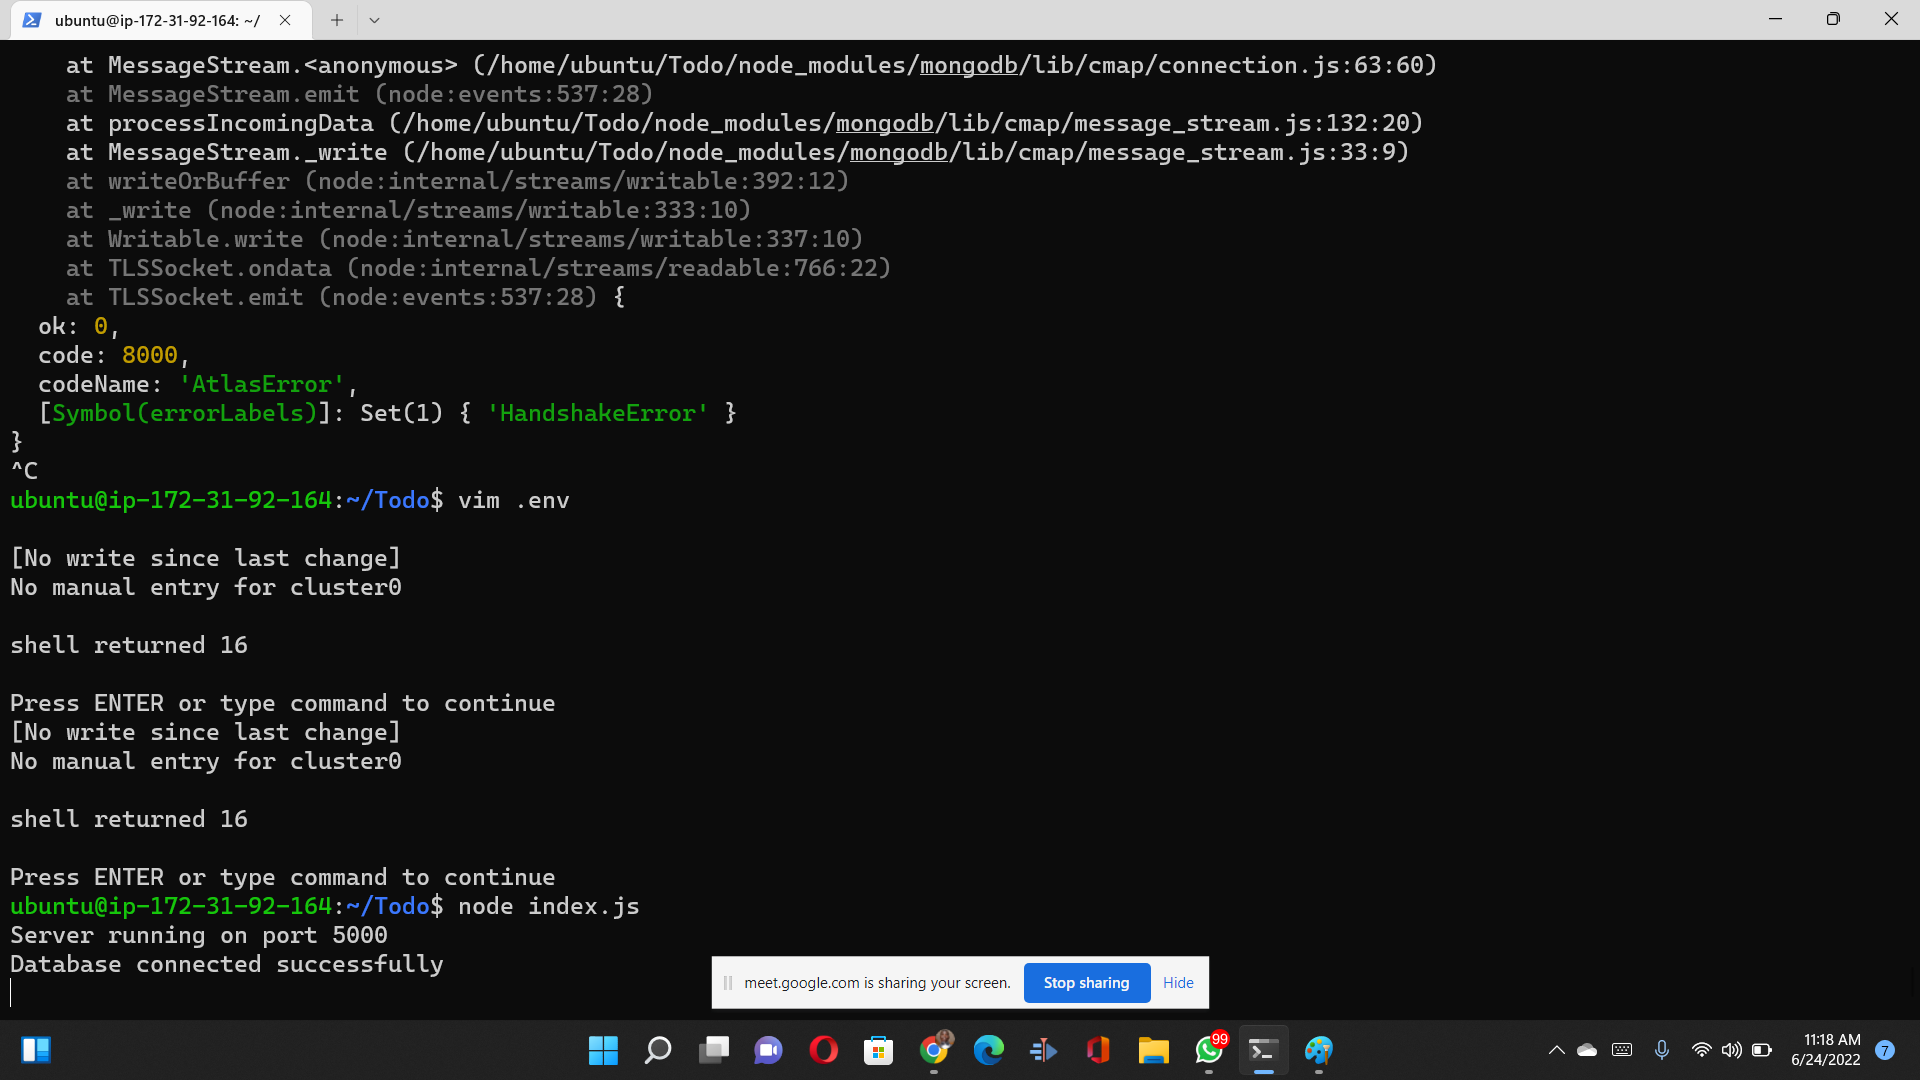 ubuntu@ip-172-31-92-164: ~/
at MessageStream.<anonymous> (/home/ubuntu/Todo/node_modules/mongodb/lib/cmap/connection.js:63:60)
at MessageStream.emit (node:events:537:28)
at processIncomingData (/home/ubuntu/Todo/node_modules/mongodb/lib/cmap/message_stream.js:132:20)
at MessageStream._write (/home/ubuntu/Todo/node_modules/mongodb/lib/cmap/message_stream.js:33:9)
at writeOrBuffer (node:internal/streams/writable:392:12)
at _write (node:internal/streams/writable:333:10)
at Writable.write (node:internal/streams/writable:337:10)
at TLSSocket.ondata (node:internal/streams/readable:766:22)
at TLSSocket.emit (node:events:537:28) {
ok: 0,
code: 8000,
codeName: 'AtlasError',
[Symbol(errorLabels)]: Set(1) { 'HandshakeError' }
}
^C
ubuntu@ip-172-31-92-164:~/Todo$ vim .env
[No write since last change]
No manual entry for cluster0
shell returned 16
Press ENTER or type command to continue
[No write since last change]
No manual entry for cluster0
shell returned 16
Press ENTER or type command to continue
ubuntu@ip-172-31-92-164:~/Todo$ node index.js
Server running on port 5000
Database connected successfully
meet.google.com is sharing your screen.
Stop sharing
Hide
99
11:18 AM
6/24/2022
7